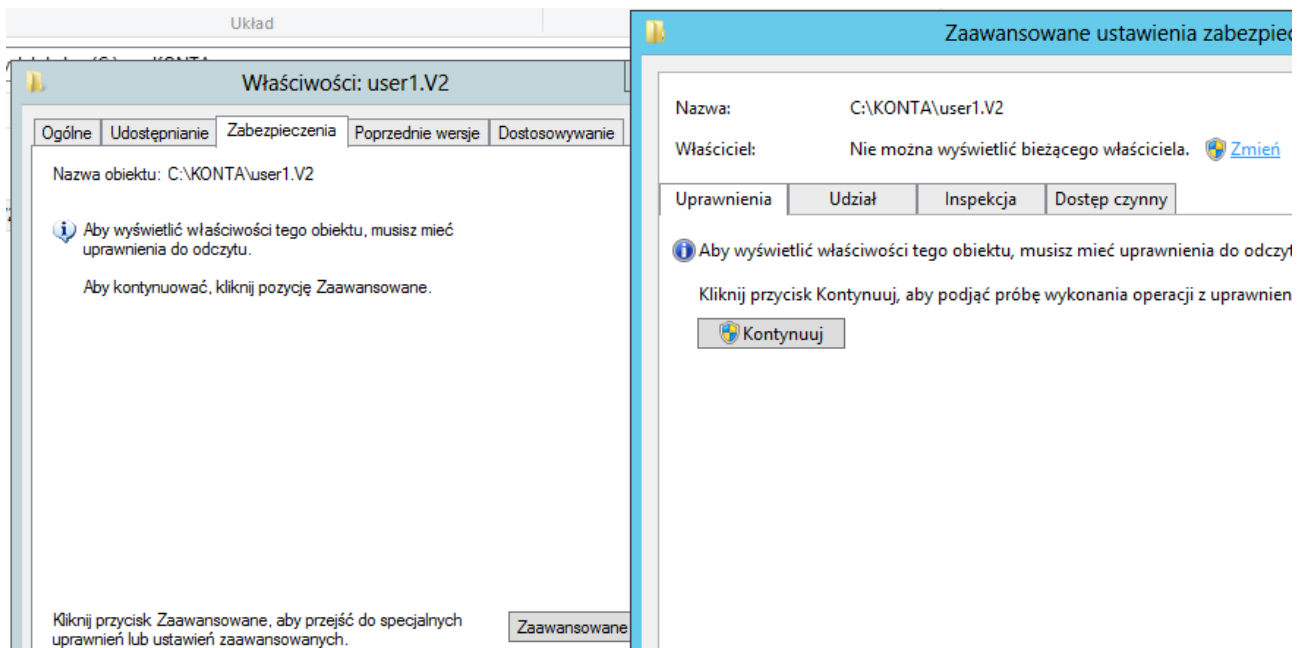 Układ
Właściwości: user1.V2
Ogólne
Udostępnianie
Zabezpieczenia
Poprzednie wersje
Dostosowywanie
Nazwa obiektu: C:\KONTA\user1.V2
Aby wyświetlić właściwości tego obiektu, musisz mieć
uprawnienia do odczytu.
Aby kontynuować, kliknij pozycję Zaawansowane.
Kliknij przycisk Zaawansowane, aby przejść do specjalnych
uprawnień lub ustawień zaawansowanych.
Zaawansowane
Zaawansowane ustawienia zabezpiec
Nazwa: C:\KONTA\user1.V2
Właściciel: Nie można wyświetlić bieżącego właściciela. Zmień
Uprawnienia
Udział
Inspekcja
Dostęp czynny
Aby wyświetlić właściwości tego obiektu, musisz mieć uprawnienia do odczyt
Kliknij przycisk Kontynuuj, aby podjąć próbę wykonania operacji z uprawnien
Kontynuuj